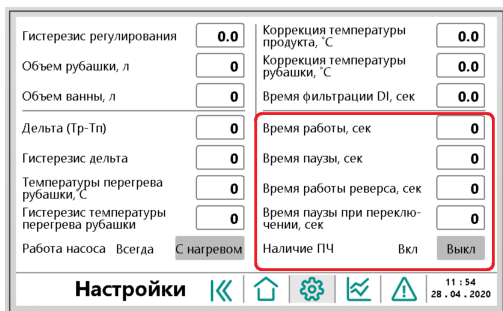 Гистерезис регулирования 0.0
Объем рубашки, л 0
Объем ванны, л 0
Дельта (Тр-Тп) 0
Гистерезис дельта 0
Температуры перегрева
рубашки,°С 0
Гистерезис температуры
перегрева рубашки 0
Работа насоса Всегда С нагревом
Коррекция температуры
продукта, °С 0.0
Коррекция температуры
рубашки, °С 0.0
Время фильтрации DI, сек 0.0
Время работы, сек 0
Время паузы, сек 0
Время работы реверса, сек 0
Время паузы при переклю-
чении, сек 0
Наличие ПЧ Вкл Выкл
Настройки
11 : 54
28 . 04 . 2020